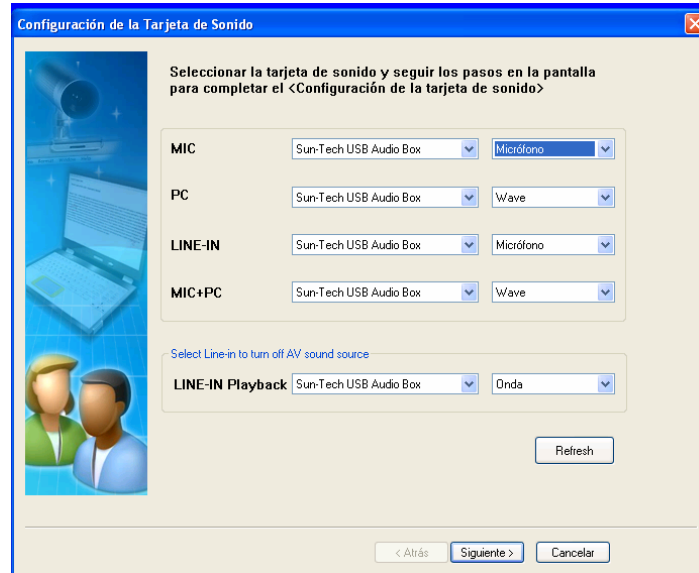 Configuración de la Tarjeta de Sonido
Seleccionar la tarjeta de sonido y seguir los pasos en la pantalla
para completar el <Configuración de la tarjeta de sonido>
MIC Sun-Tech USB Audio Box Micrófono
PC Sun-Tech USB Audio Box Wave
LINE-IN Sun-Tech USB Audio Box Micrófono
MIC+PC Sun-Tech USB Audio Box Wave
Select Line-in to turn off AV sound source
LINE-IN Playback Sun-Tech USB Audio Box Onda
Refresh
< Atrás Siguiente > Cancelar